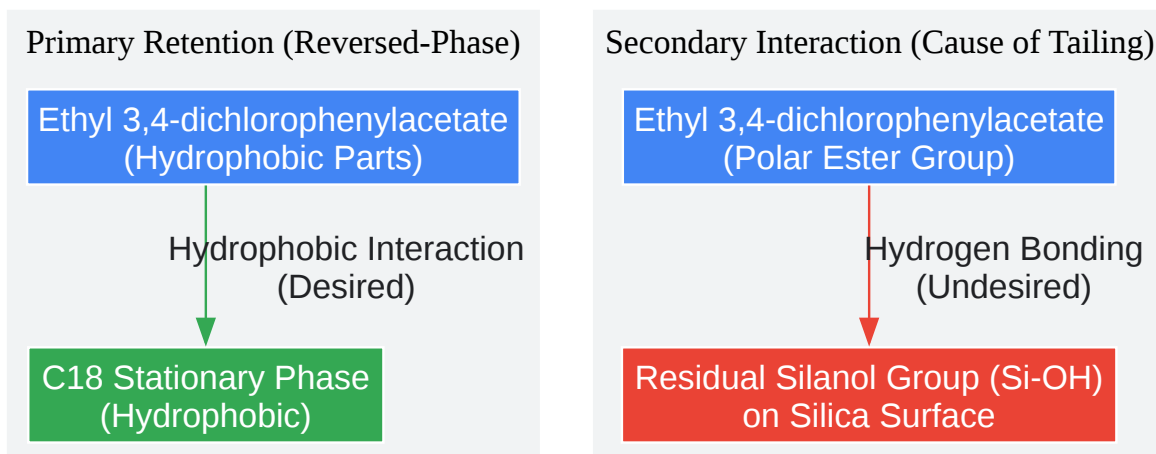 Primary Retention (Reversed-Phase)
Ethyl 3,4-dichlorophenylacetate
(Hydrophobic Parts)
Hydrophobic Interaction
(Desired)
C18 Stationary Phase
(Hydrophobic)
Secondary Interaction (Cause of Tailing)
Ethyl 3,4-dichlorophenylacetate
(Polar Ester Group)
Hydrogen Bonding
(Undesired)
Residual Silanol Group (Si-OH)
on Silica Surface